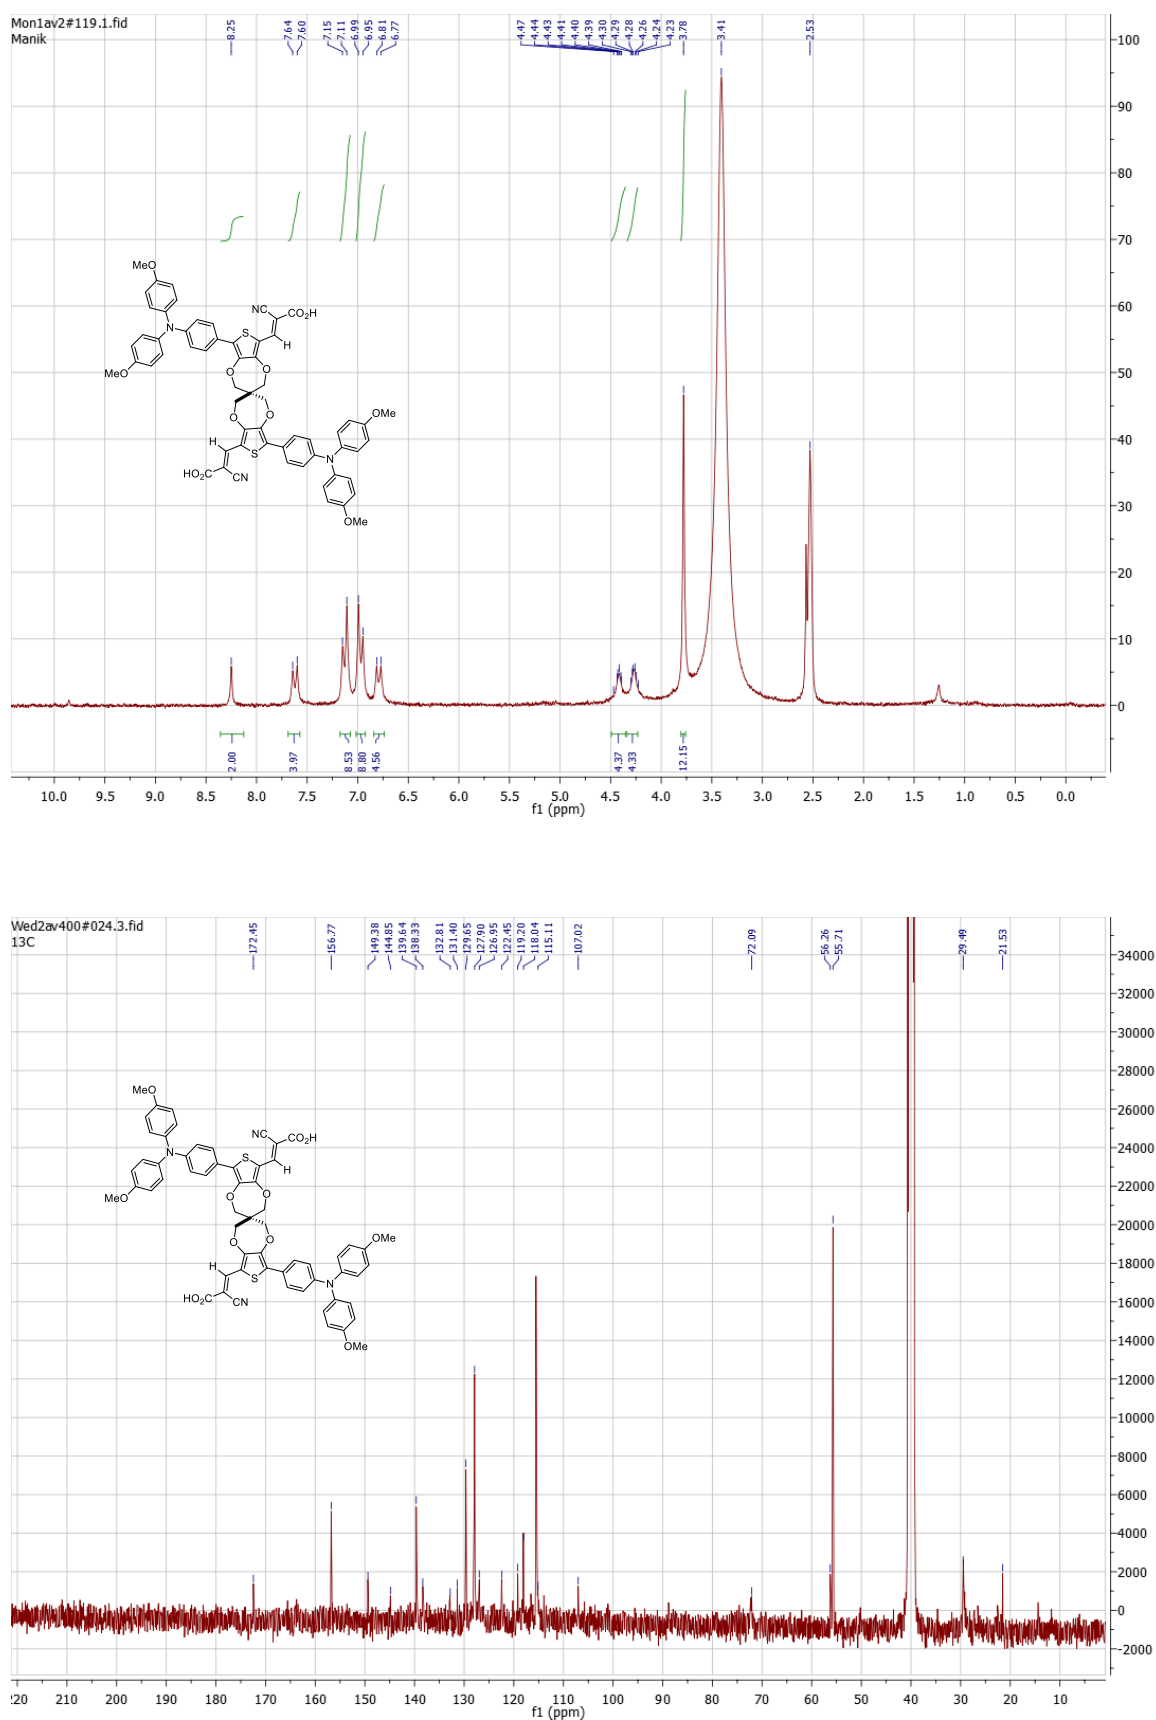 Mon1av2#119.1.fid
Manik
8.25
7.64
7.60
7.15
7.11
6.99
6.95
6.81
6.77
4.47
4.44
4.43
4.41
4.40
4.39
4.30
4.29
4.28
4.26
4.24
4.23
3.78
3.41
2.53
100
90
80
70
60
50
40
30
20
10
0
MeO
NC
CO2H
S
H
N
MeO
O
O
O
O
OMe
H
S
N
HO2C
CN
OMe
2.00
3.97
8.53
8.80
4.56
4.37
4.33
12.15
10.0 9.5 9.0 8.5 8.0 7.5 7.0 6.5 6.0 5.5 5.0 4.5 4.0 3.5 3.0 2.5 2.0 1.5 1.0 0.5 0.0
f1 (ppm)
Wed2av400#024.3.fid
13C
172.45
156.77
149.38
144.85
139.64
138.33
132.81
131.40
129.65
127.90
126.95
122.45
119.20
118.04
115.11
107.02
72.09
56.26
55.71
29.49
21.53
34000
32000
30000
28000
26000
24000
22000
20000
18000
16000
14000
12000
10000
8000
6000
4000
2000
0
-2000
MeO
NC
CO2H
S
H
N
MeO
O
O
O
O
OMe
H
S
N
HO2C
CN
OMe
20 210 200 190 180 170 160 150 140 130 120 110 100 90 80 70 60 50 40 30 20 10
f1 (ppm)